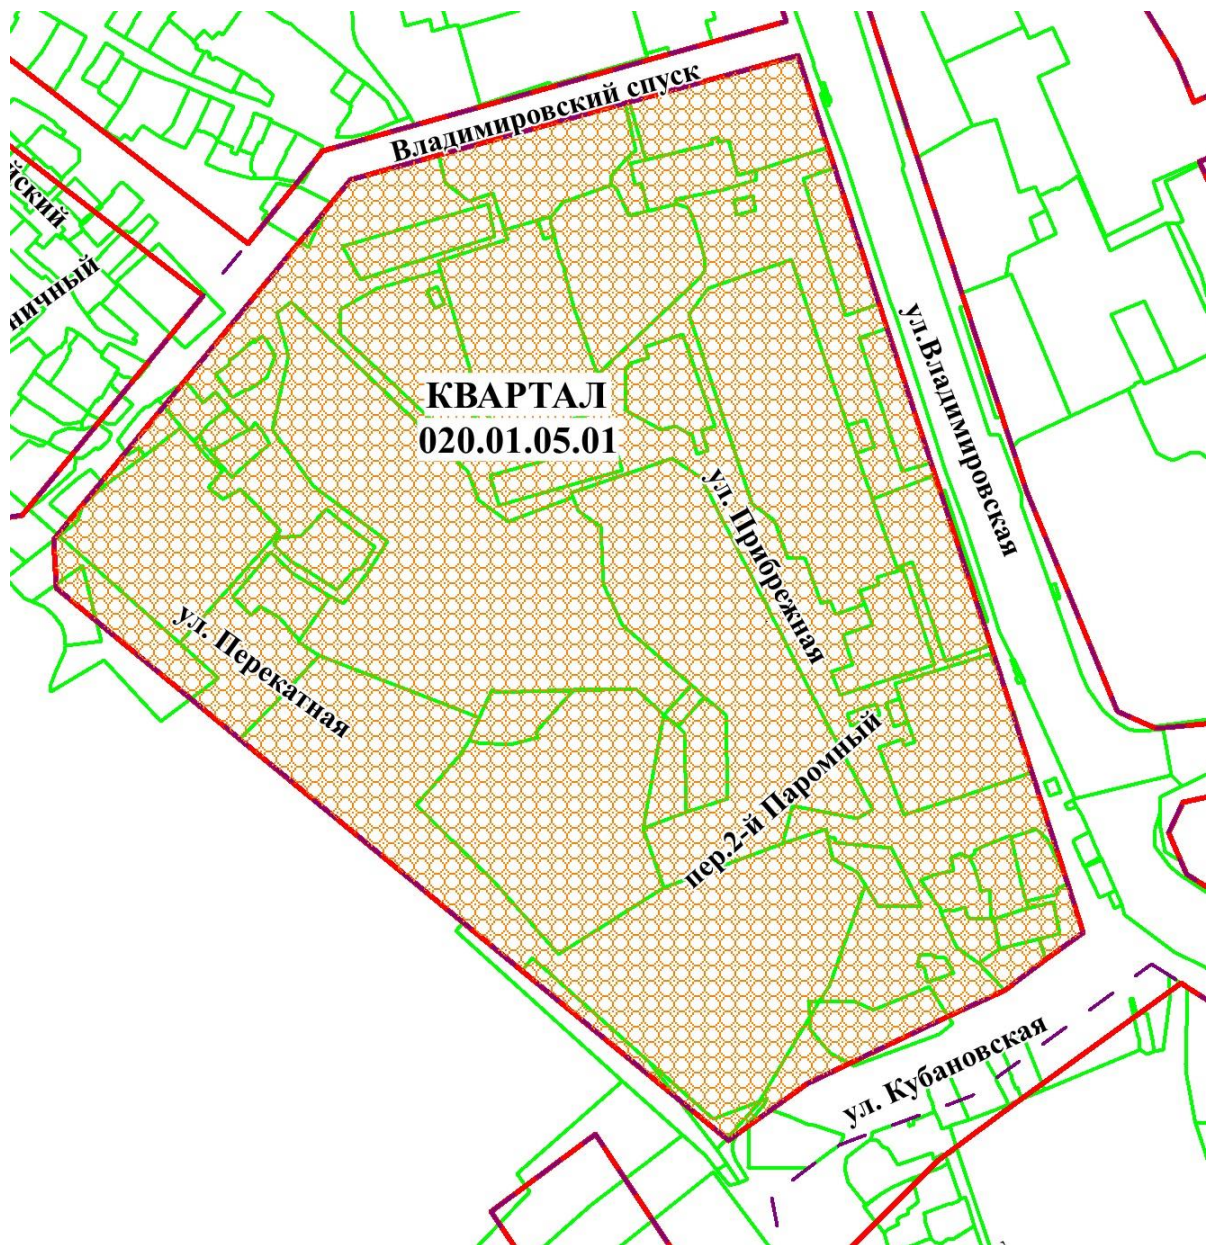 Владимировский спуск
КВАРТАЛ
020.01.05.01
ул.Владимировская
ул. Прибрежная
ул. Перекатная
пер.2-й Паромный
ул. Кубановская